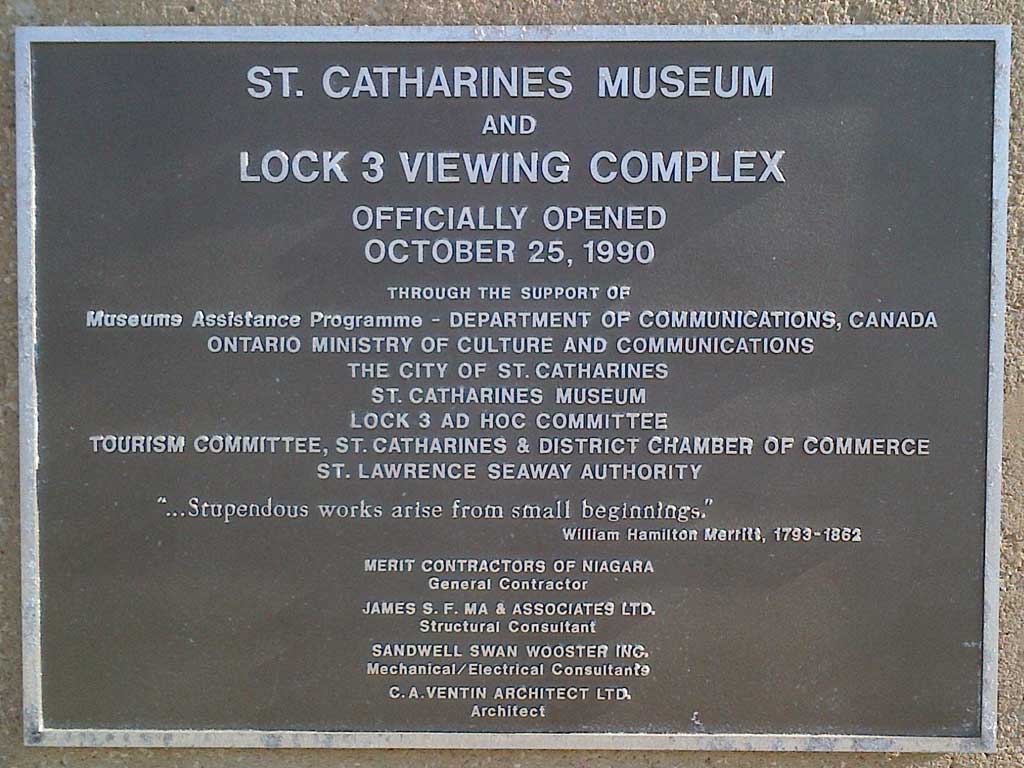 ST. CATHARINES MUSEUM
AND
LOCK 3 VIEWING COMPLEX
OFFICIALLY OPENED
OCTOBER 25, 1990
THROUGH THE SUPPORT OF
Museums Assistance Programme - DEPARTMENT OF COMMUNICATIONS, CANADA
ONTARIO MINISTRY OF CULTURE AND COMMUNICATIONS
THE CITY OF ST. CATHARINES
ST. CATHARINES MUSEUM
LOCK 3 AD HOC COMMITTEE
TOURISM COMMITTEE, ST. CATHARINES & DISTRICT CHAMBER OF COMMERCE
ST. LAWRENCE SEAWAY AUTHORITY
"...Stupendous works arise from small beginnings."
William Hamilton Merritt, 1793-1862
MERIT CONTRACTORS OF NIAGARA
General Contractor
JAMES S. F. MA & ASSOCIATES LTD.
Structural Consultant
SANDWELL SWAN WOOSTER INC.
Mechanical/Electrical Consultants
C.A.VENTIN ARCHITECT LTD.
Architect